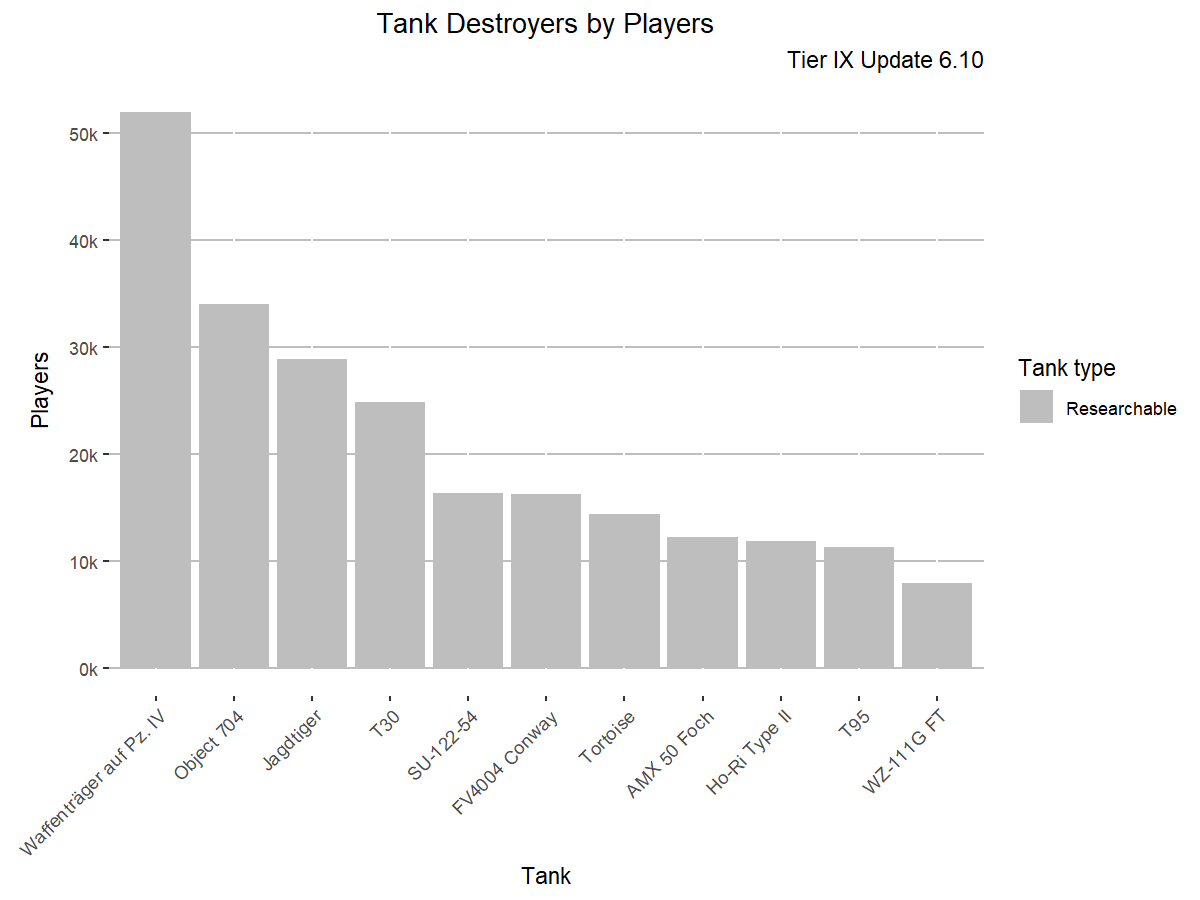 Tank Destroyers by Players
Tier IX Update 6.10
Players
50k
40k
30k
20k
10k
0k
Waffenträger auf Pz. IV
Object 704
Jagdtiger
T30
SU-122-54
FV4004 Conway
Tortoise
AMX 50 Foch
Ho-Ri Type II
T95
WZ-111G FT
Tank
Tank type
Researchable